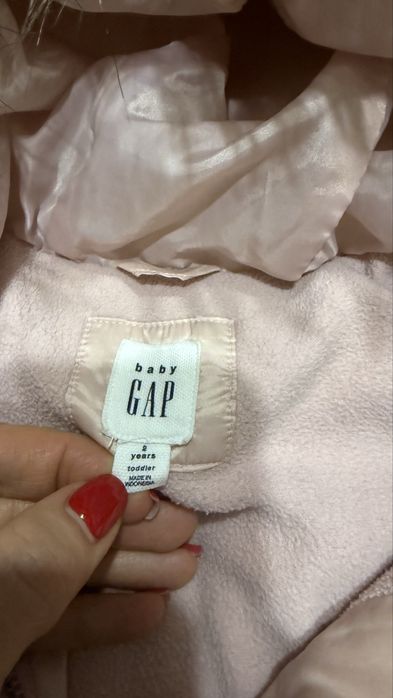 baby
GAP
2
years
toddler
MADE IN
INDONESIA